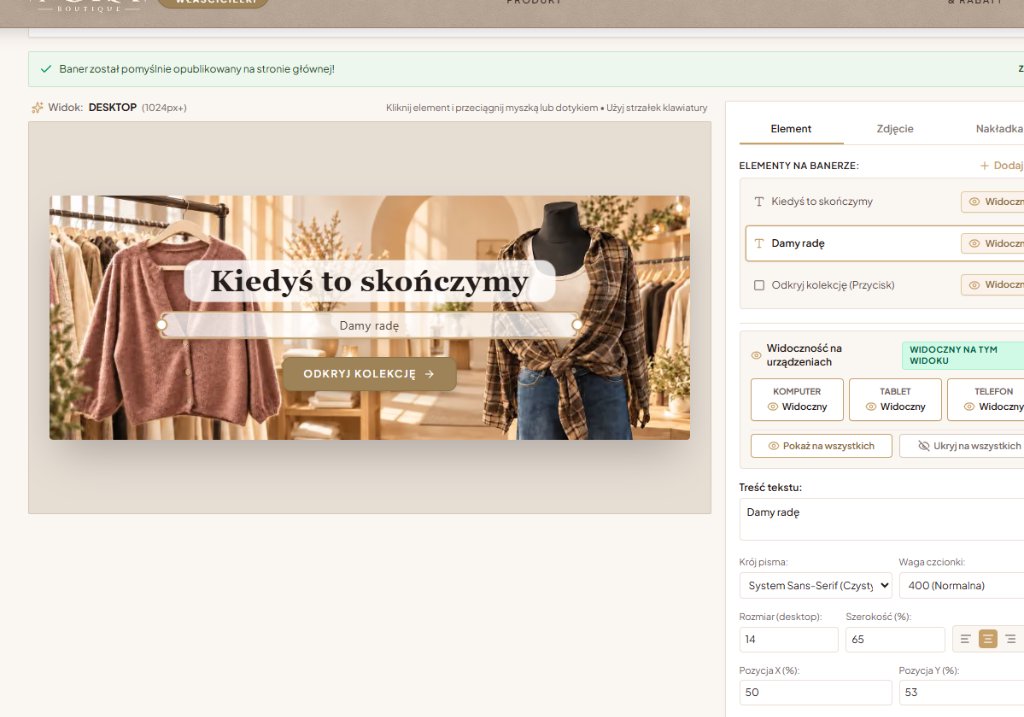 BOUTIQUE
WŁAŚCICIELKI
PRODUKT
& RABATY
Baner został pomyślnie opublikowany na stronie głównej!
Widok: DESKTOP (1024px+)
Kliknij element i przeciągnij myszką lub dotykiem • Użyj strzałek klawiatury
Kiedyś to skończymy
Damy radę
ODKRYJ KOLEKCJĘ →
Element
Zdjęcie
Nakładka
ELEMENTY NA BANERZE:
+ Dodaj
Kiedyś to skończymy
Widoczn
Damy radę
Widoczn
Odkryj kolekcję (Przycisk)
Widoczn
Widoczność na
urządzeniach
WIDOCZNY NA TYM
WIDOKU
KOMPUTER
Widoczny
TABLET
Widoczny
TELEFON
Widoczny
Pokaż na wszystkich
Ukryj na wszystkich
Treść tekstu:
Damy radę
Krój pisma:
Waga czcionki:
System Sans-Serif (Czysty
400 (Normalna)
Rozmiar (desktop):
Szerokość (%):
14
65
Pozycja X (%):
Pozycja Y (%):
50
53